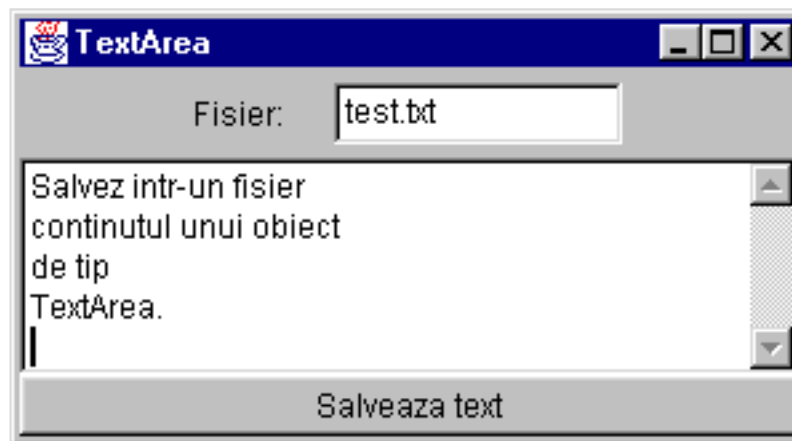 TextArea
Fisier: test.txt
Salvez intr-un fisier
continutul unui obiect
de tip
TextArea.
Salveaza text